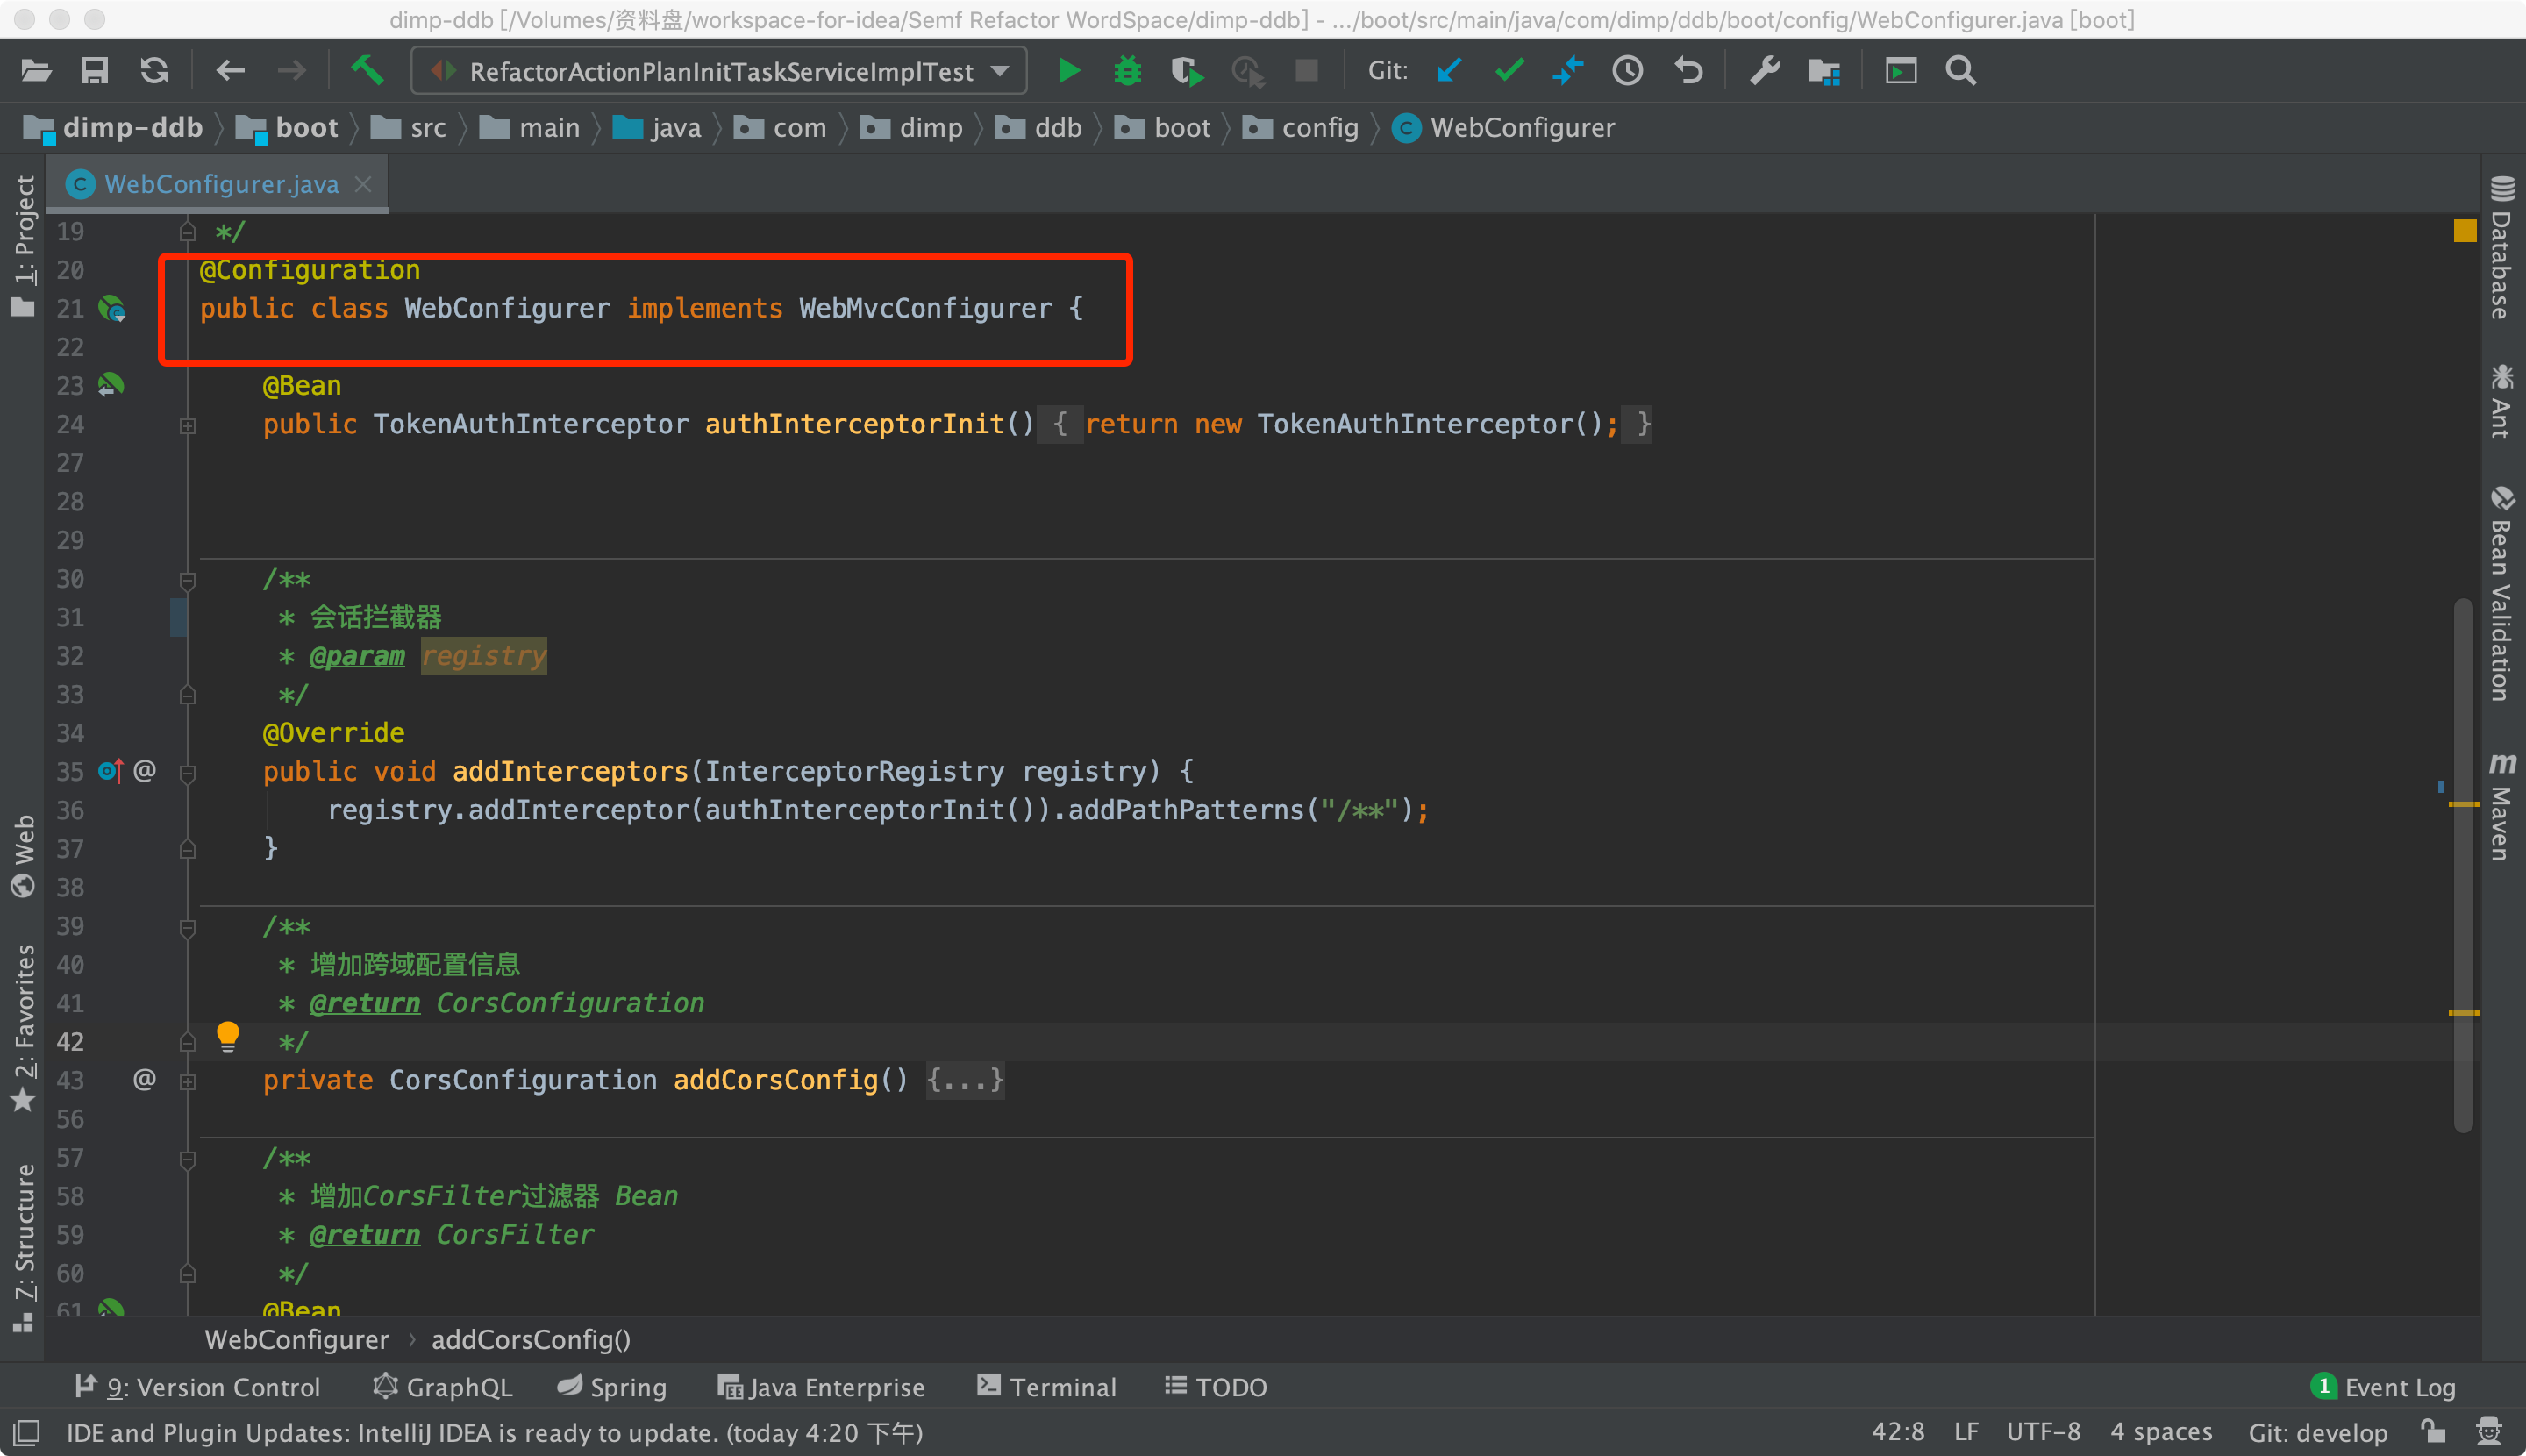 dimp-ddb [/Volumes/资料盘/workspace-for-idea/Semf Refactor WordSpace/dimp-ddb] - .../boot/src/main/java/com/dimp/ddb/boot/config/WebConfigurer.java [boot]
RefactorActionPlanInitTaskServiceImplTest Git:
dimp-ddb boot src main java com dimp ddb boot config WebConfigurer
WebConfigurer.java
1: Project
Web
2: Favorites
7: Structure
19 */
20 @Configuration
21 public class WebConfigurer implements WebMvcConfigurer {
22
23 @Bean
24 public TokenAuthInterceptor authInterceptorInit() { return new TokenAuthInterceptor(); }
27
28
29
30 /**
31 * 会话拦截器
32 * @param registry
33 */
34 @Override
35 @ public void addInterceptors(InterceptorRegistry registry) {
36 registry.addInterceptor(authInterceptorInit()).addPathPatterns("/**");
37 }
38
39 /**
40 * 增加跨域配置信息
41 * @return CorsConfiguration
42 */
43 @ private CorsConfiguration addCorsConfig() {...}
56
57 /**
58 * 增加CorsFilter过滤器 Bean
59 * @return CorsFilter
60 */
61 @Bean
Database
Ant
Bean Validation
m Maven
WebConfigurer › addCorsConfig()
9: Version Control GraphQL Spring Java Enterprise Terminal TODO 1 Event Log
IDE and Plugin Updates: IntelliJ IDEA is ready to update. (today 4:20 下午) 42:8 LF UTF-8 4 spaces Git: develop